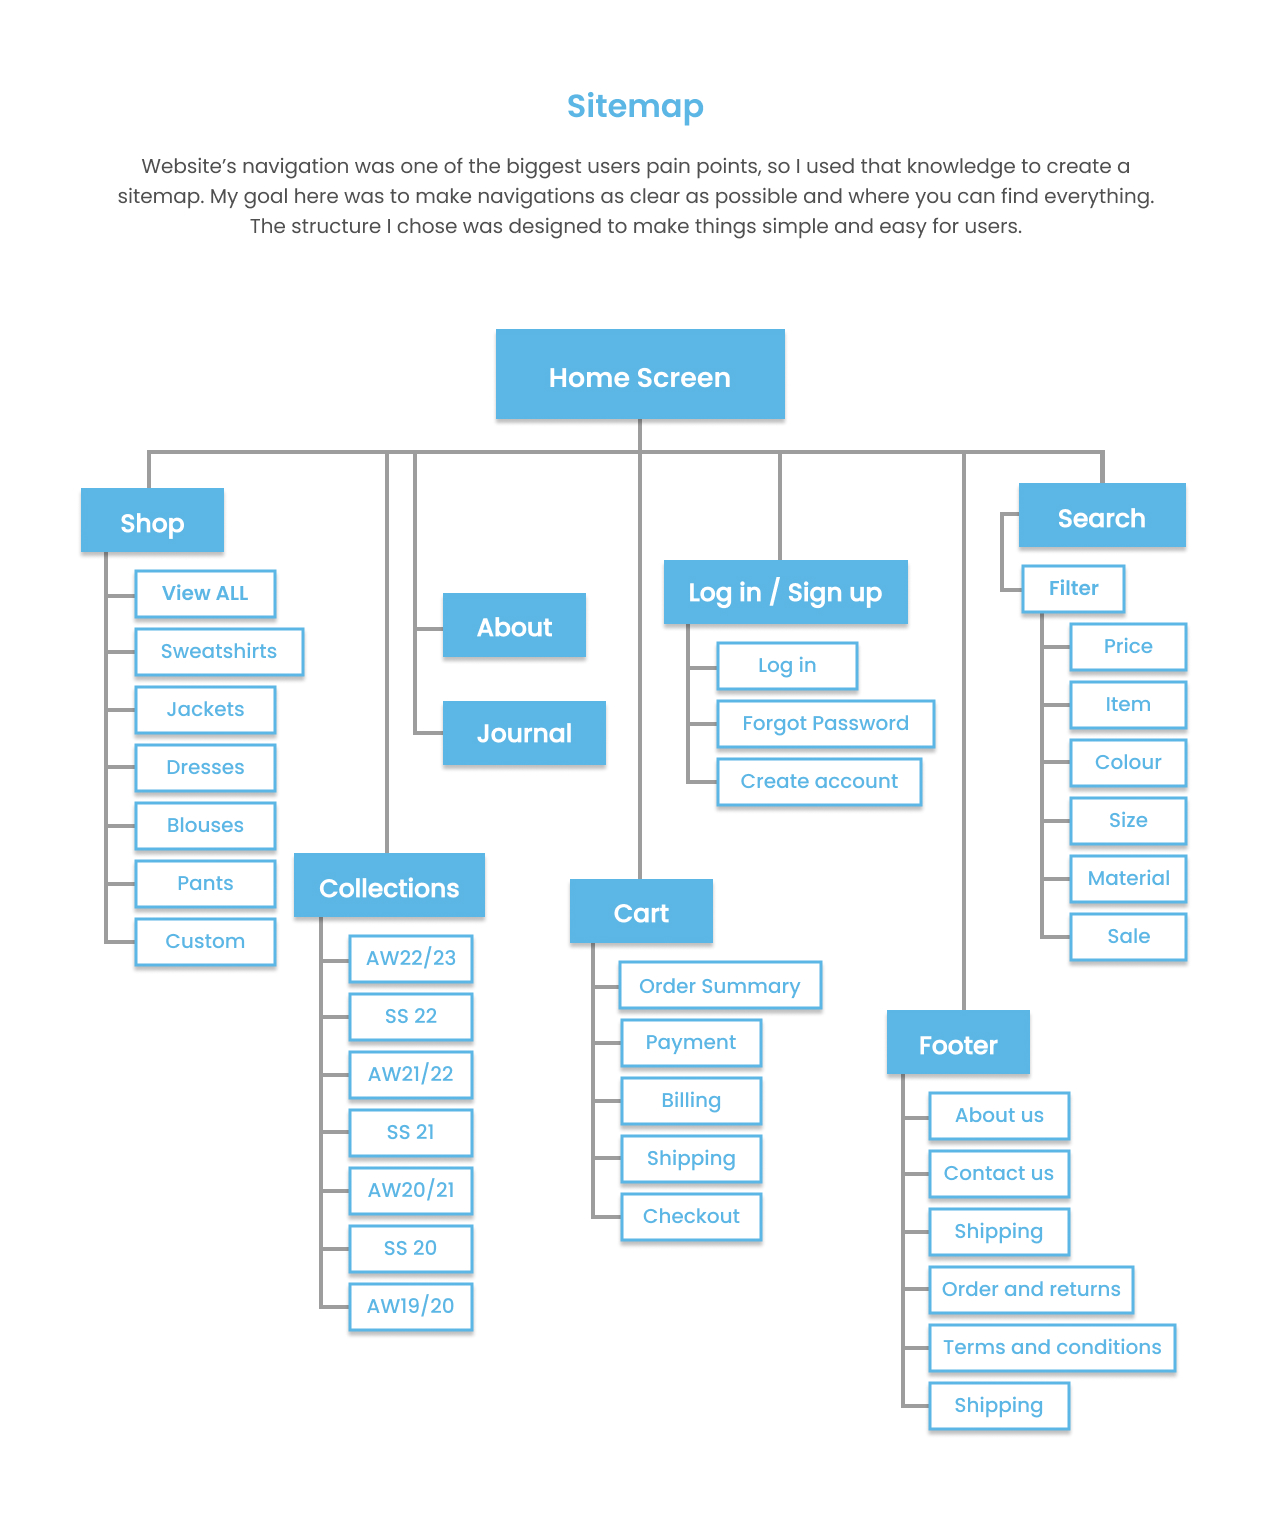 Sitemap
Website’s navigation was one of the biggest users pain points, so I used that knowledge to create a
sitemap. My goal here was to make navigations as clear as possible and where you can find everything.
The structure I chose was designed to make things simple and easy for users.
Home Screen
Shop
View ALL
Sweatshirts
Jackets
Dresses
Blouses
Pants
Custom
Collections
AW22/23
SS 22
AW21/22
SS 21
AW20/21
SS 20
AW19/20
About
Journal
Cart
Order Summary
Payment
Billing
Shipping
Checkout
Log in / Sign up
Log in
Forgot Password
Create account
Footer
About us
Contact us
Shipping
Order and returns
Terms and conditions
Shipping
Search
Filter
Price
Item
Colour
Size
Material
Sale